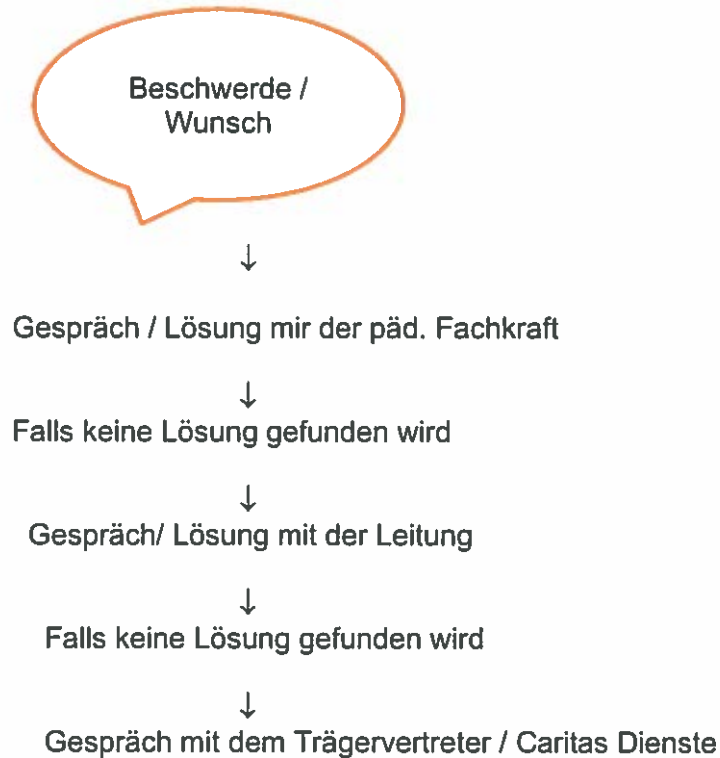 Beschwerde /
Wunsch
↓
Gespräch / Lösung mir der päd. Fachkraft
↓
Falls keine Lösung gefunden wird
↓
Gespräch/ Lösung mit der Leitung
↓
Falls keine Lösung gefunden wird
↓
Gespräch mit dem Trägervertreter / Caritas Dienste